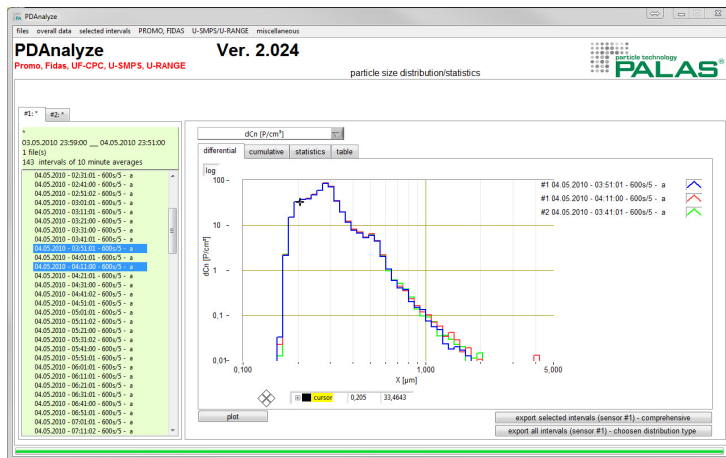 PDAnalyze
files overall data selected intervals PROMO, FIDAS U-SMPS/U-RANGE miscellaneous
PDAnalyze Ver. 2.024
Promo, Fidas, UF-CPC, U-SMPS, U-RANGE
particle size distribution/statistics
particle technology
PALAS®
#1: * #2: *
*
03.05.2010 23:59:00 __ 04.05.2010 23:51:00
1 file(s)
143 intervals of 10 minute averages
04.05.2010 - 02:31:01 - 600s/5 - a
04.05.2010 - 02:41:00 - 600s/5 - a
04.05.2010 - 02:51:02 - 600s/5 - a
04.05.2010 - 03:01:01 - 600s/5 - a
04.05.2010 - 03:11:01 - 600s/5 - a
04.05.2010 - 03:21:00 - 600s/5 - a
04.05.2010 - 03:31:00 - 600s/5 - a
04.05.2010 - 03:41:01 - 600s/5 - a
04.05.2010 - 03:51:01 - 600s/5 - a
04.05.2010 - 04:01:01 - 600s/5 - a
04.05.2010 - 04:11:00 - 600s/5 - a
04.05.2010 - 04:21:01 - 600s/5 - a
04.05.2010 - 04:31:00 - 600s/5 - a
04.05.2010 - 04:41:02 - 600s/5 - a
04.05.2010 - 04:51:01 - 600s/5 - a
04.05.2010 - 05:01:01 - 600s/5 - a
04.05.2010 - 05:11:02 - 600s/5 - a
04.05.2010 - 05:21:00 - 600s/5 - a
04.05.2010 - 05:31:02 - 600s/5 - a
04.05.2010 - 05:41:00 - 600s/5 - a
04.05.2010 - 05:51:01 - 600s/5 - a
04.05.2010 - 06:01:01 - 600s/5 - a
04.05.2010 - 06:11:01 - 600s/5 - a
04.05.2010 - 06:21:01 - 600s/5 - a
04.05.2010 - 06:31:01 - 600s/5 - a
04.05.2010 - 06:41:00 - 600s/5 - a
04.05.2010 - 06:51:01 - 600s/5 - a
04.05.2010 - 07:01:01 - 600s/5 - a
04.05.2010 - 07:11:02 - 600s/5 - a
dCn [P/cm³]
differential cumulative statistics table
log
#1 04.05.2010 - 03:51:01 - 600s/5 - a
#1 04.05.2010 - 04:11:00 - 600s/5 - a
#2 04.05.2010 - 03:41:01 - 600s/5 - a
dCn [P/cm³]
100
10
1
0,1
0,01
0,100 1,000 5,000
X [µm]
cursor 0,205 33,4643
plot
export selected intervals (sensor #1) - comprehensive
export all intervals (sensor #1) - choosen distribution type